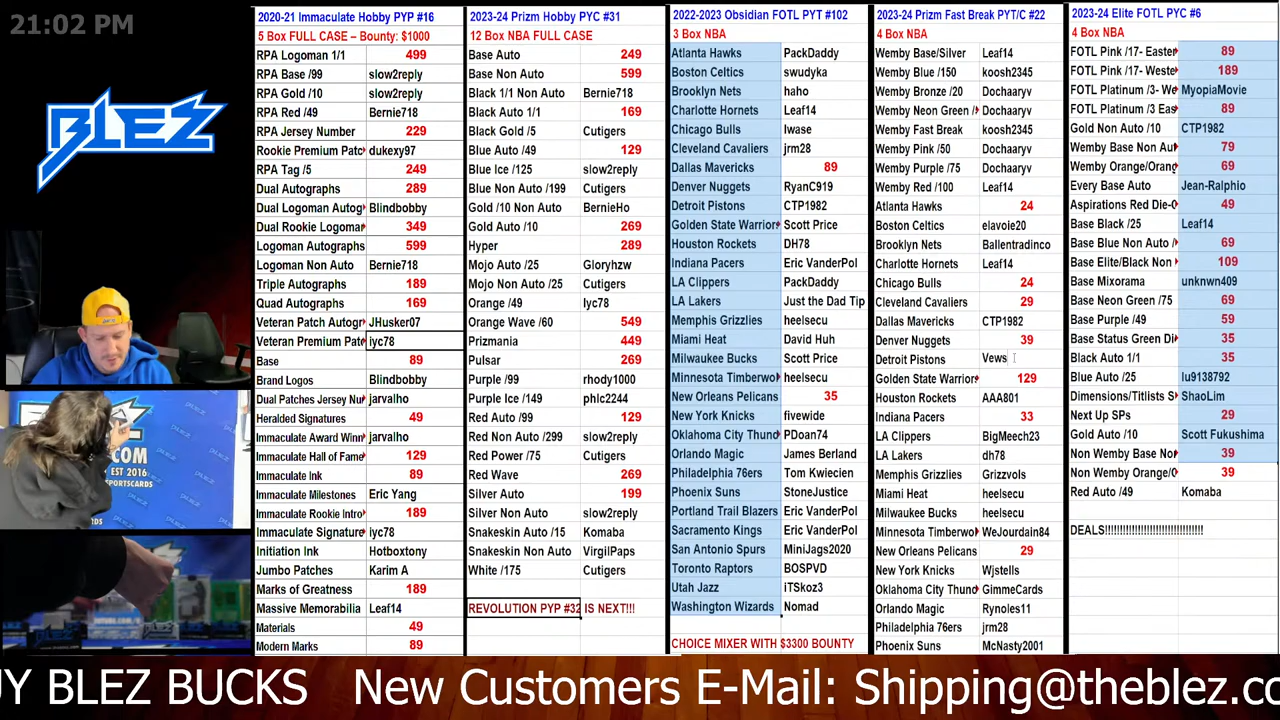 21:02 PM
BLEZ
.COM
EST 2016
2020-21 Immaculate Hobby PYP #16
5 Box FULL CASE – Bounty: $1000
RPA Logoman 1/1 499
RPA Base /99 slow2reply
RPA Gold /10 slow2reply
RPA Red /49 Bernie718
RPA Jersey Number 229
Rookie Premium Patc dukexy97
RPA Tag /5 249
Dual Autographs 289
Dual Logoman Autog Blindbobby
Dual Rookie Logoma 349
Logoman Autographs 599
Logoman Non Auto Bernie718
Triple Autographs 189
Quad Autographs 169
Veteran Patch Autogr JHusker07
Veteran Premium Pat iyc78
Base 89
Brand Logos Blindbobby
Dual Patches Jersey Nu jarvalho
Heralded Signatures 49
Immaculate Award Winn jarvalho
Immaculate Hall of Fame 129
Immaculate Ink 89
Immaculate Milestones Eric Yang
Immaculate Rookie Intro 189
Immaculate Signature iyc78
Initiation Ink Hotboxtony
Jumbo Patches Karim A
Marks of Greatness 189
Massive Memorabilia Leaf14
Materials 49
Modern Marks 89
2023-24 Prizm Hobby PYC #31
12 Box NBA FULL CASE
Base Auto 249
Base Non Auto 599
Black 1/1 Non Auto Bernie718
Black Auto 1/1 169
Black Gold /5 Cutigers
Blue Auto /49 129
Blue Ice /125 slow2reply
Blue Non Auto /199 Cutigers
Gold /10 Non Auto BernieHo
Gold Auto /10 269
Hyper 289
Mojo Auto /25 Gloryhzw
Mojo Non Auto /25 Cutigers
Orange /49 lyc78
Orange Wave /60 549
Prizmania 449
Pulsar 269
Purple /99 rhody1000
Purple Ice /149 phlc2244
Red Auto /99 129
Red Non Auto /299 slow2reply
Red Power /75 Cutigers
Red Wave 269
Silver Auto 199
Silver Non Auto slow2reply
Snakeskin Auto /15 Komaba
Snakeskin Non Auto VirgilPaps
White /175 Cutigers
REVOLUTION PYP #32 IS NEXT!!!
2022-2023 Obsidian FOTL PYT #102
3 Box NBA
Atlanta Hawks PackDaddy
Boston Celtics swudyka
Brooklyn Nets haho
Charlotte Hornets Leaf14
Chicago Bulls Iwase
Cleveland Cavaliers jrm28
Dallas Mavericks 89
Denver Nuggets RyanC919
Detroit Pistons CTP1982
Golden State Warrior Scott Price
Houston Rockets DH78
Indiana Pacers Eric VanderPol
LA Clippers PackDaddy
LA Lakers Just the Dad Tip
Memphis Grizzlies heelsecu
Miami Heat David Huh
Milwaukee Bucks Scott Price
Minnesota Timberwo heelsecu
New Orleans Pelicans 35
New York Knicks fivewide
Oklahoma City Thund PDoan74
Orlando Magic James Berland
Philadelphia 76ers Tom Kwiecien
Phoenix Suns StoneJustice
Portland Trail Blazers Eric VanderPol
Sacramento Kings Eric VanderPol
San Antonio Spurs MiniJags2020
Toronto Raptors BOSPVD
Utah Jazz iTSkoz3
Washington Wizards Nomad
CHOICE MIXER WITH $3300 BOUNTY
2023-24 Prizm Fast Break PYT/C #22
4 Box NBA
Wemby Base/Silver Leaf14
Wemby Blue /150 koosh2345
Wemby Bronze /20 Dochaaryv
Wemby Neon Green / Dochaaryv
Wemby Fast Break koosh2345
Wemby Pink /50 Dochaaryv
Wemby Purple /75 Dochaaryv
Wemby Red /100 Leaf14
Atlanta Hawks 24
Boston Celtics elavoie20
Brooklyn Nets Ballentradinco
Charlotte Hornets Leaf14
Chicago Bulls 24
Cleveland Cavaliers 29
Dallas Mavericks CTP1982
Denver Nuggets 39
Detroit Pistons Vews
Golden State Warrior 129
Houston Rockets AAA801
Indiana Pacers 33
LA Clippers BigMeech23
LA Lakers dh78
Memphis Grizzlies Grizzvols
Miami Heat heelsecu
Milwaukee Bucks heelsecu
Minnesota Timberwo WeJourdain84
New Orleans Pelicans 29
New York Knicks Wjstells
Oklahoma City Thund GimmeCards
Orlando Magic Rynoles11
Philadelphia 76ers jrm28
Phoenix Suns McNasty2001
2023-24 Elite FOTL PYC #6
4 Box NBA
FOTL Pink /17- Easter 89
FOTL Pink /17- Weste 189
FOTL Platinum /3- We MyopiaMovie
FOTL Platinum /3 Eas 89
Gold Non Auto /10 CTP1982
Wemby Base Non Au 79
Wemby Orange/Orang 69
Every Base Auto Jean-Ralphio
Aspirations Red Die-C 49
Base Black /25 Leaf14
Base Blue Non Auto / 69
Base Elite/Black Non 109
Base Mixorama unknwn409
Base Neon Green /75 69
Base Purple /49 59
Base Status Green Di 35
Black Auto 1/1 35
Blue Auto /25 lu9138792
Dimensions/Titlists S ShaoLim
Next Up SPs 29
Gold Auto /10 Scott Fukushima
Non Wemby Base No 39
Non Wemby Orange/O 39
Red Auto /49 Komaba
DEALS!!!!!!!!!!!!!!!!!!!!!!!!!!!!!!!!!!
UY BLEZ BUCKS New Customers E-Mail: Shipping@theblez.co